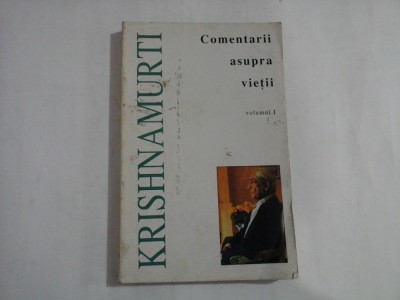 KRISHNAMURTI
Comentarii
asupra
vieții
volumul I